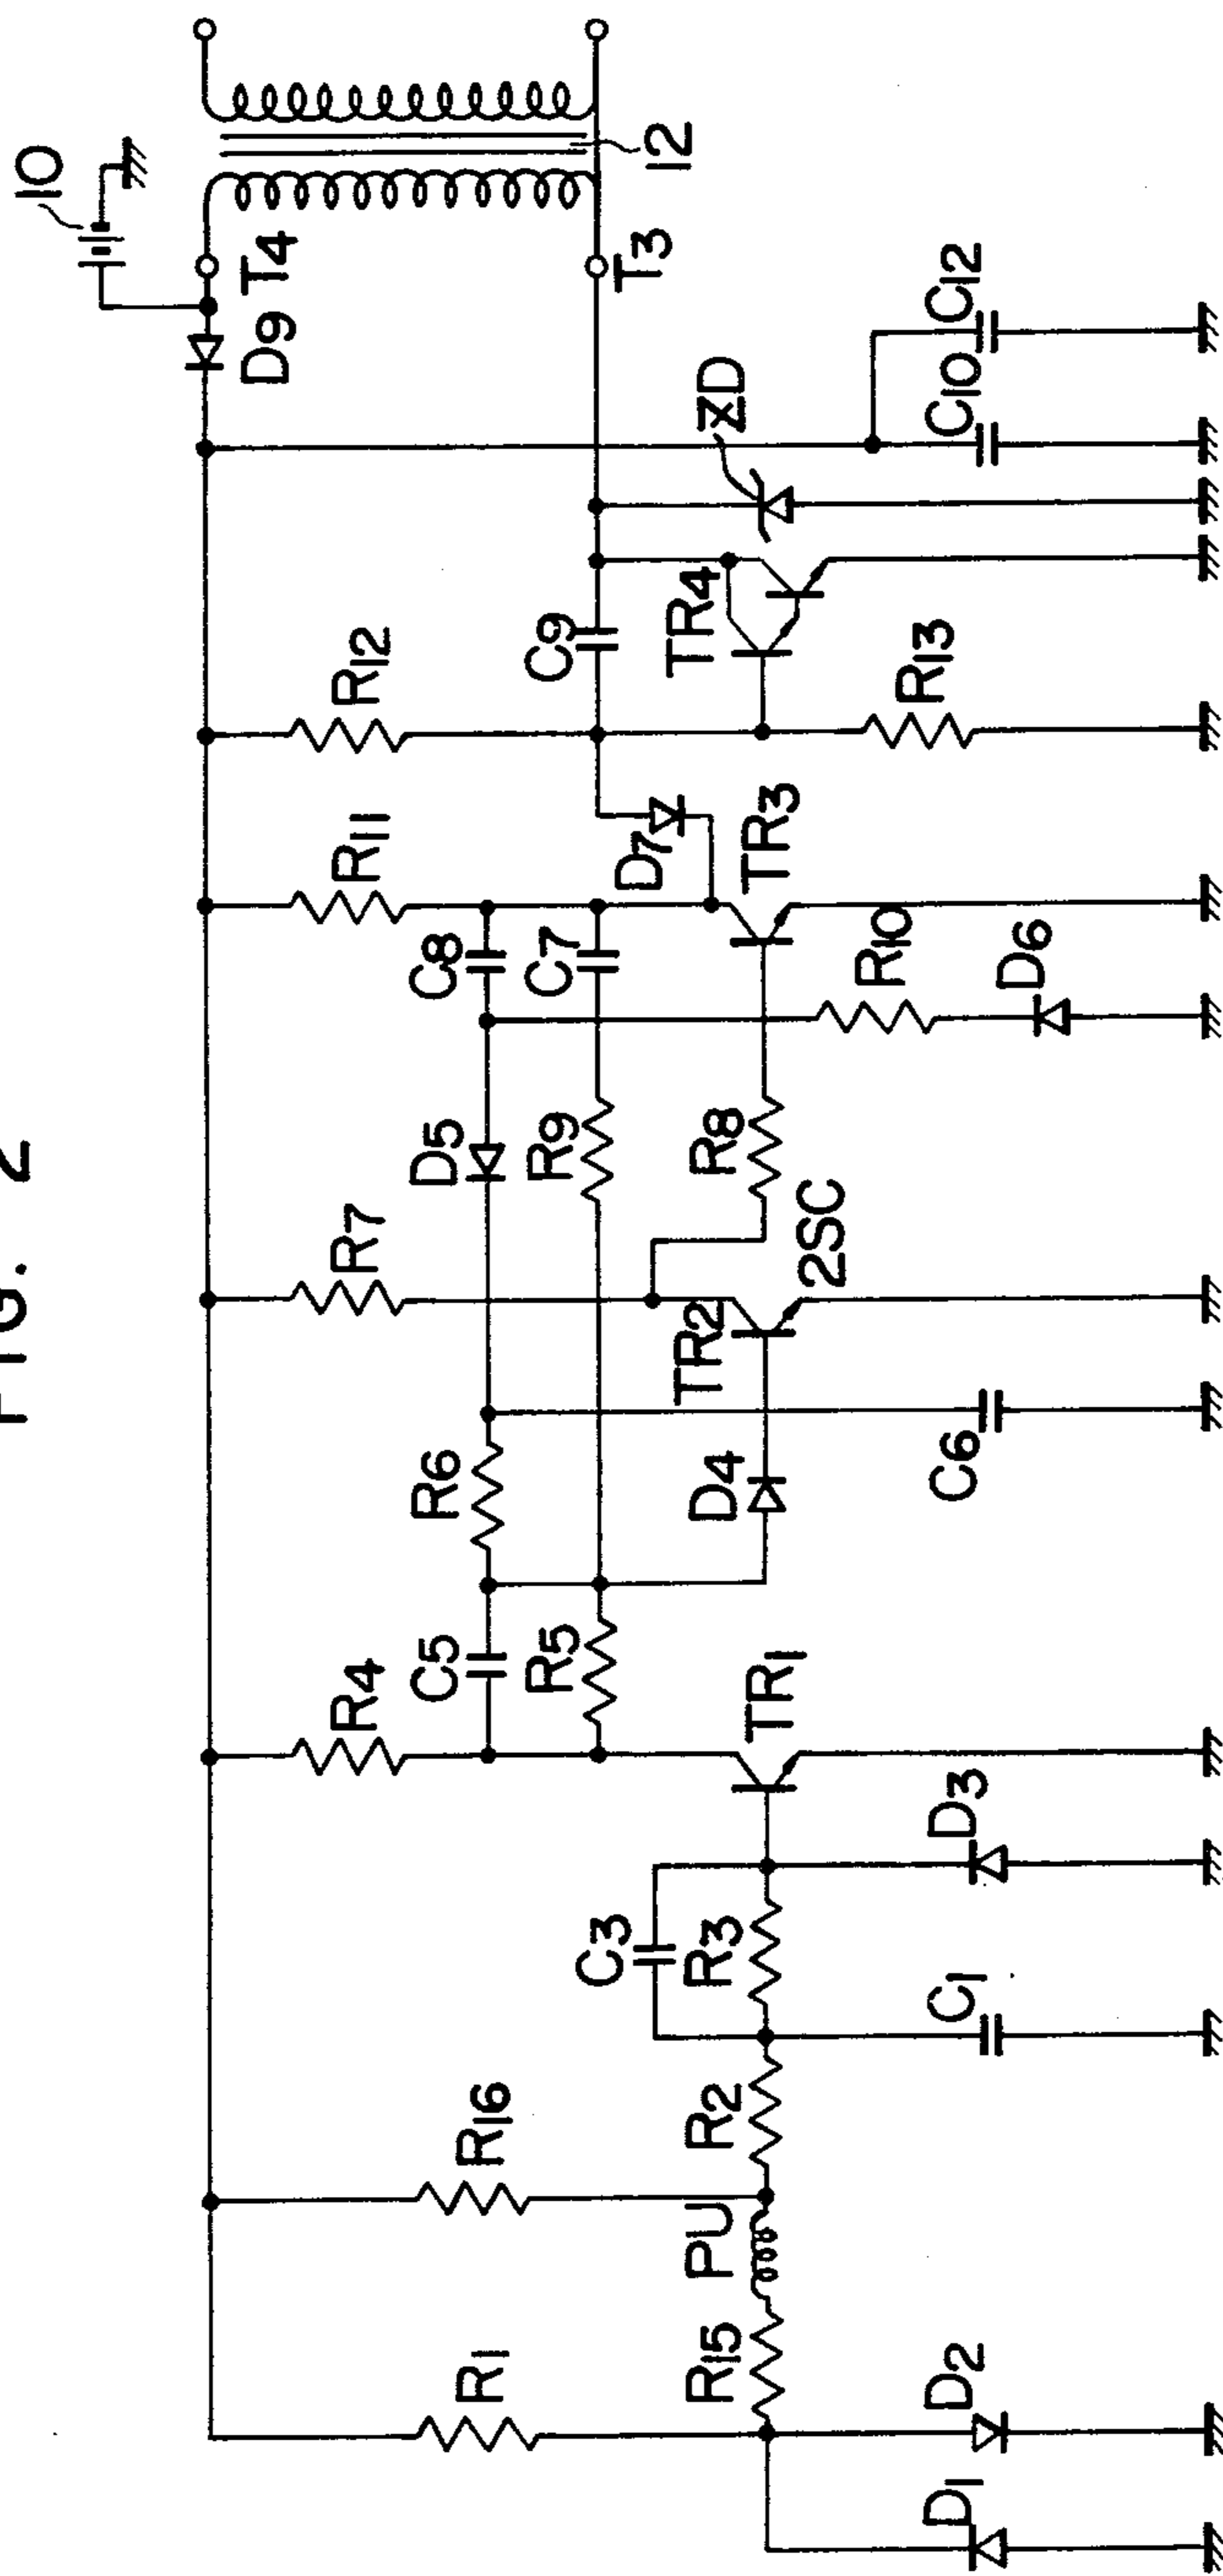 FIG. 2
10
12
T4
T3
D9
C12
C10
ZD
TR4
C9
R12
R13
R11
D7
TR3
C8
C7
R10
D6
D5
R9
R8
R7
2SC
TR2
R6
D4
C6
C5
R5
R4
TR1
D3
C3
R3
C1
R2
R16
PU
R15
R1
D2
D1